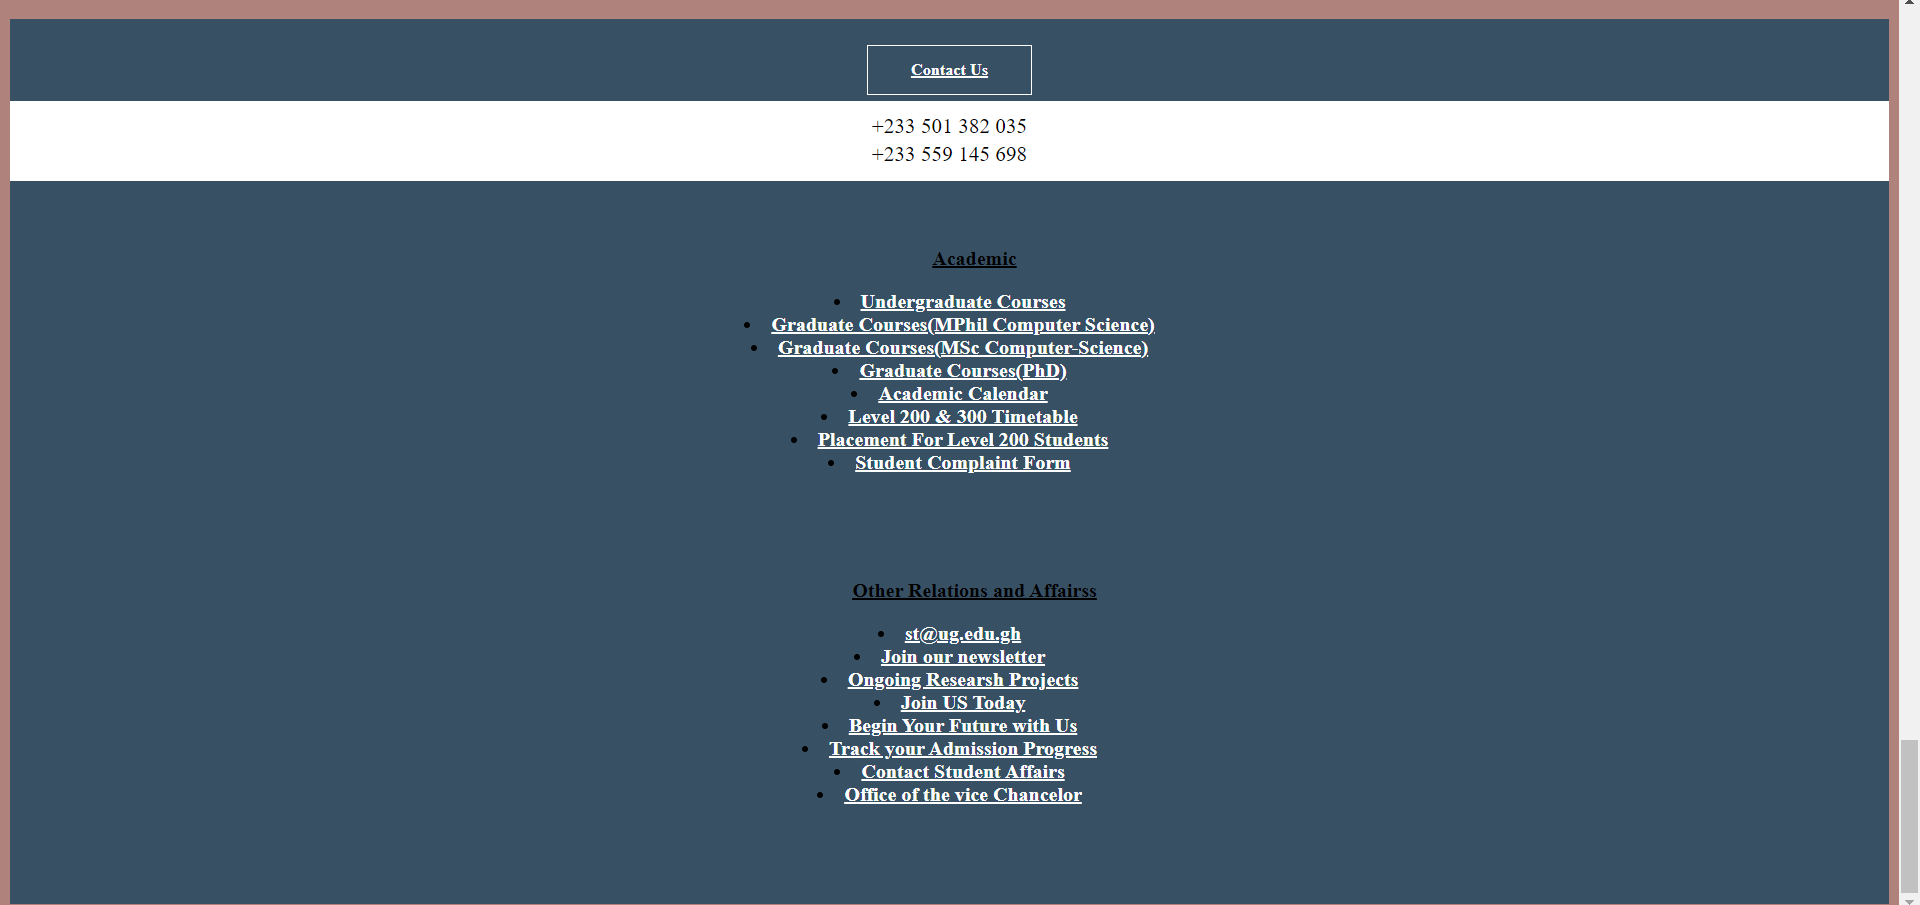 Contact Us
+233 501 382 035
+233 559 145 698
Academic
Undergraduate Courses
Graduate Courses(MPhil Computer Science)
Graduate Courses(MSc Computer-Science)
Graduate Courses(PhD)
Academic Calendar
Level 200 & 300 Timetable
Placement For Level 200 Students
Student Complaint Form
Other Relations and Affairss
st@ug.edu.gh
Join our newsletter
Ongoing Researsh Projects
Join US Today
Begin Your Future with Us
Track your Admission Progress
Contact Student Affairs
Office of the vice Chancelor